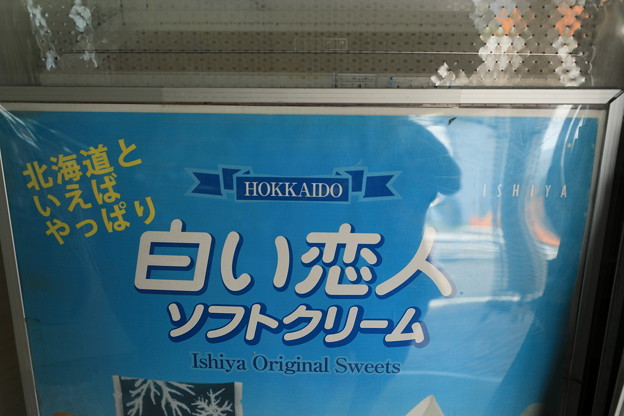 北海道と
いえば
やっぱり
HOKKAIDO
ISHIYA
白い恋人
ソフトクリーム
Ishiya Original Sweets